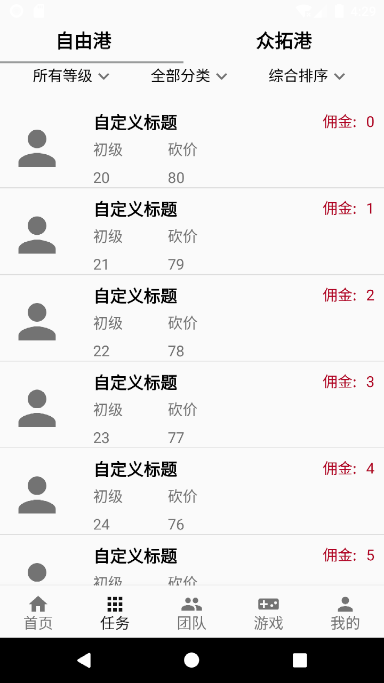 自由港 众拓港
所有等级 全部分类 综合排序
自定义标题 佣金: 0
初级 砍价
20 80
自定义标题 佣金: 1
初级 砍价
21 79
自定义标题 佣金: 2
初级 砍价
22 78
自定义标题 佣金: 3
初级 砍价
23 77
自定义标题 佣金: 4
初级 砍价
24 76
自定义标题 佣金: 5
初级 砍价
首页 任务 团队 游戏 我的